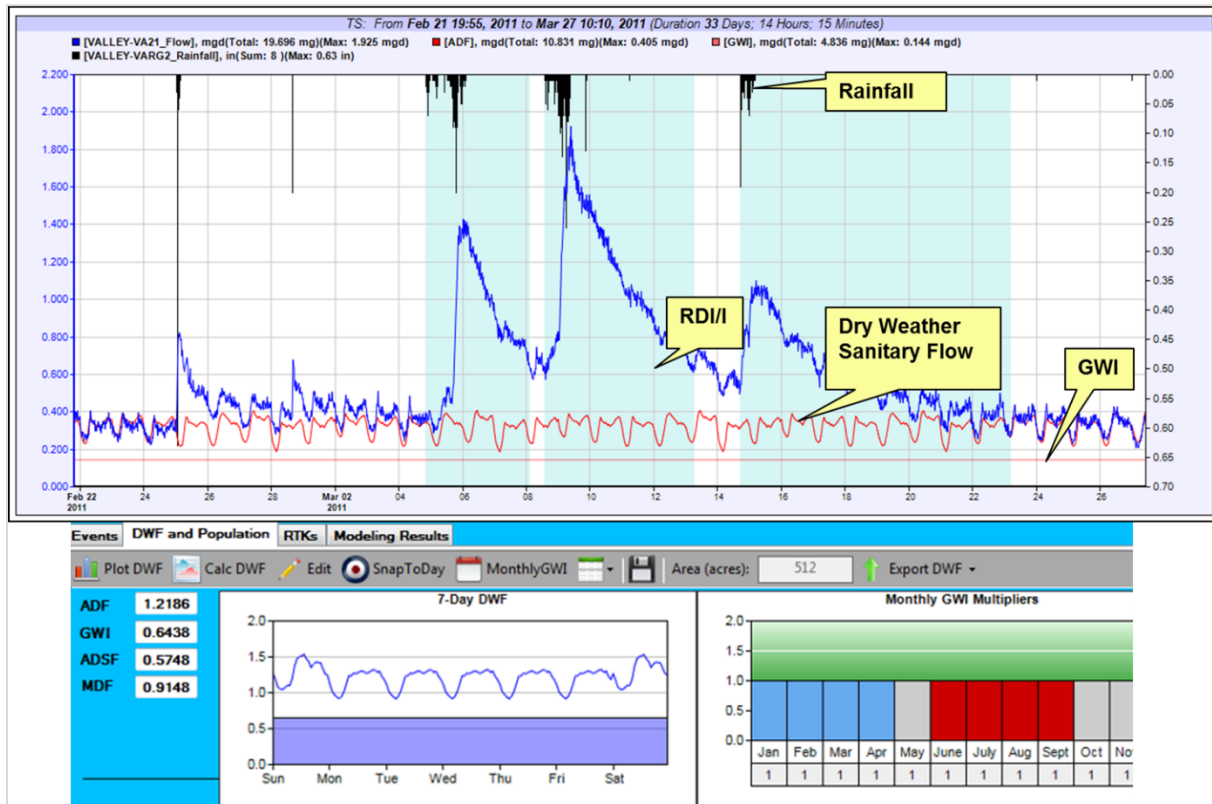 TS: From Feb 21 19:55, 2011 to Mar 27 10:10, 2011 (Duration 33 Days; 14 Hours; 15 Minutes)
[VALLEY-VA21_Flow], mgd(Total: 19.696 mg)(Max: 1.925 mgd) [ADF], mgd(Total: 10.831 mg)(Max: 0.405 mgd) [GWI], mgd(Total: 4.836 mg)(Max: 0.144 mgd)
[VALLEY-VARG2_Rainfall], in(Sum: 8 )(Max: 0.63 in)
2.200
2.000
1.800
1.600
1.400
1.200
1.000
0.800
0.600
0.400
0.200
0.000
0.00
0.05
0.10
0.15
0.20
0.25
0.30
0.35
0.40
0.45
0.50
0.55
0.60
0.65
0.70
Rainfall
RDI/I
Dry Weather
Sanitary Flow
GWI
Feb 22 24 26 28 Mar 02 04 06 08 10 12 14 16 18 20 22 24 26
2011 2011
Events DWF and Population RTKs Modeling Results
Plot DWF Calc DWF Edit SnapToDay MonthlyGWI Area (acres): 512 Export DWF
ADF 1.2186
GWI 0.6438
ADSF 0.5748
MDF 0.9148
7-Day DWF
2.0
1.5
1.0
0.5
0.0
Sun Mon Tue Wed Thu Fri Sat
Monthly GWI Multipliers
2.0
1.5
1.0
0.5
0.0
Jan Feb Mar Apr May June July Aug Sept Oct Nov
1 1 1 1 1 1 1 1 1 1 1